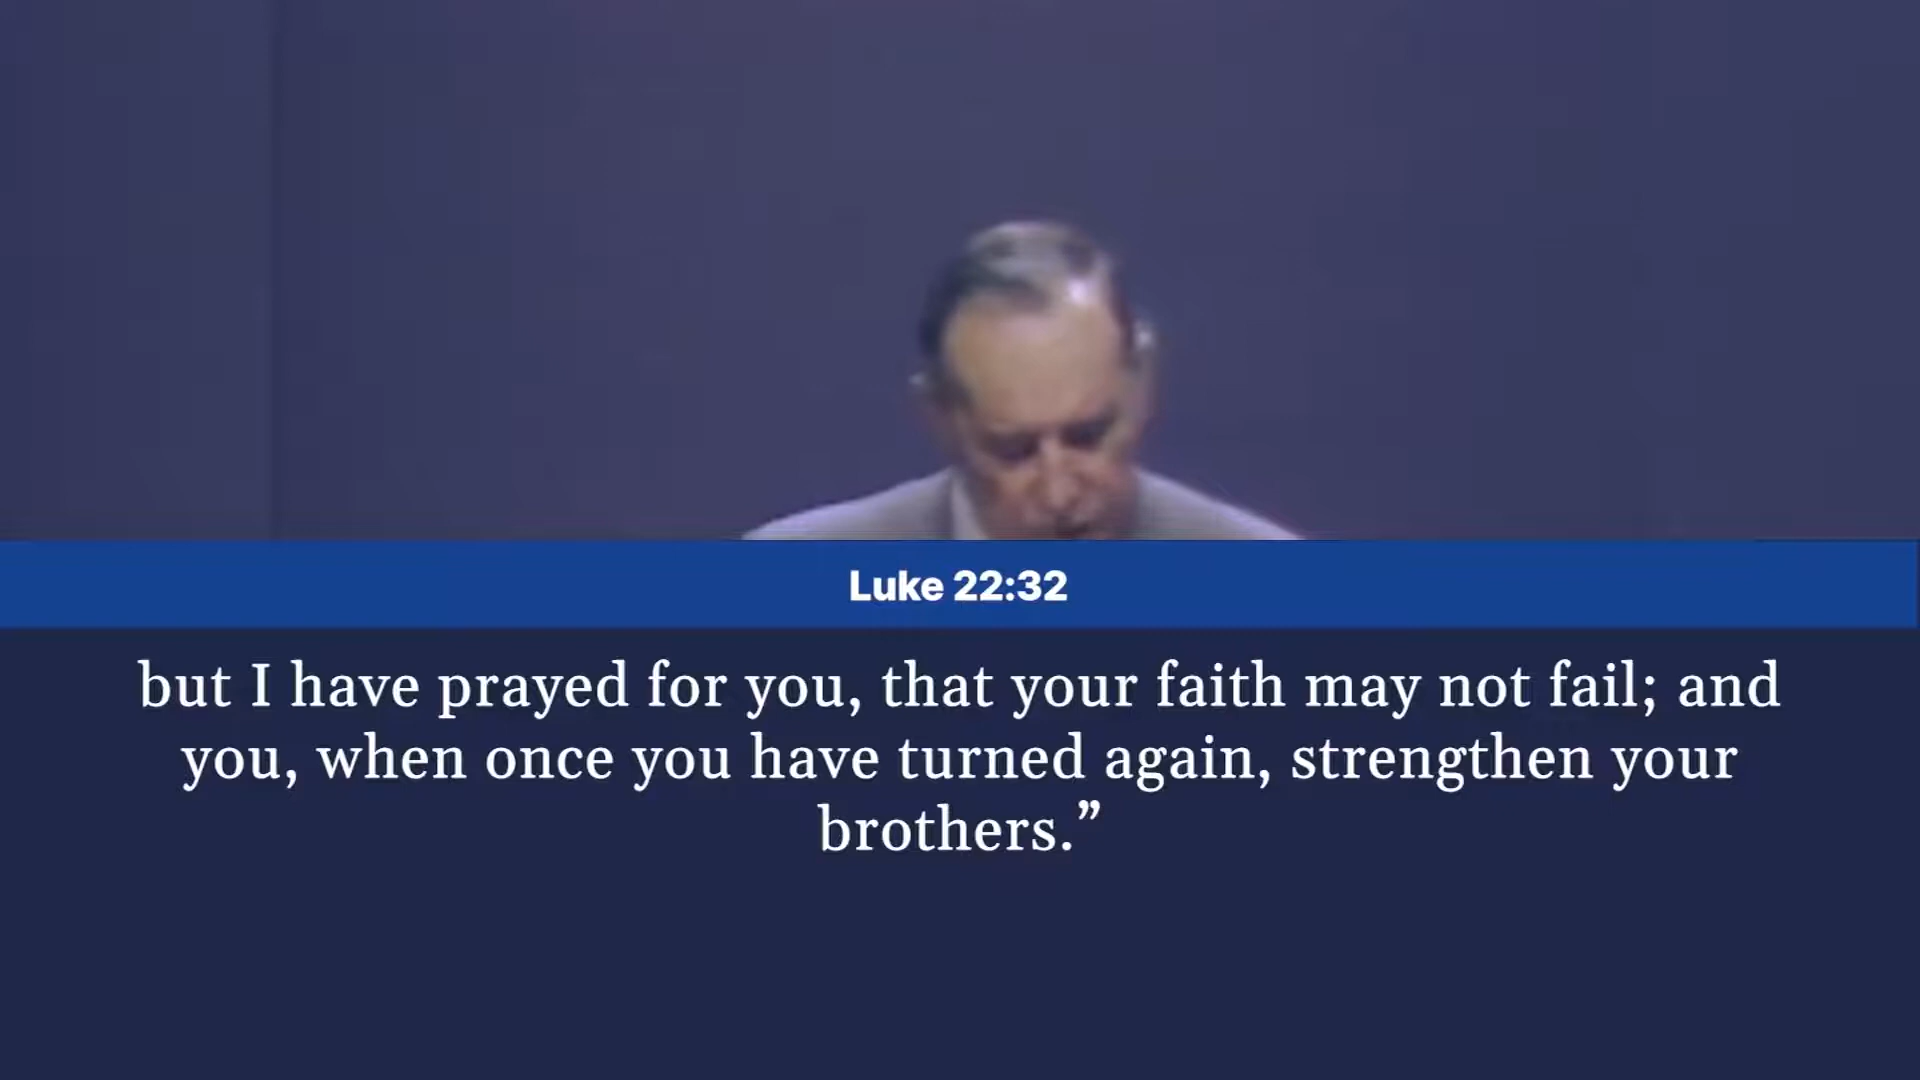 Luke 22:32
but I have prayed for you, that your faith may not fail; and
you, when once you have turned again, strengthen your
brothers.”